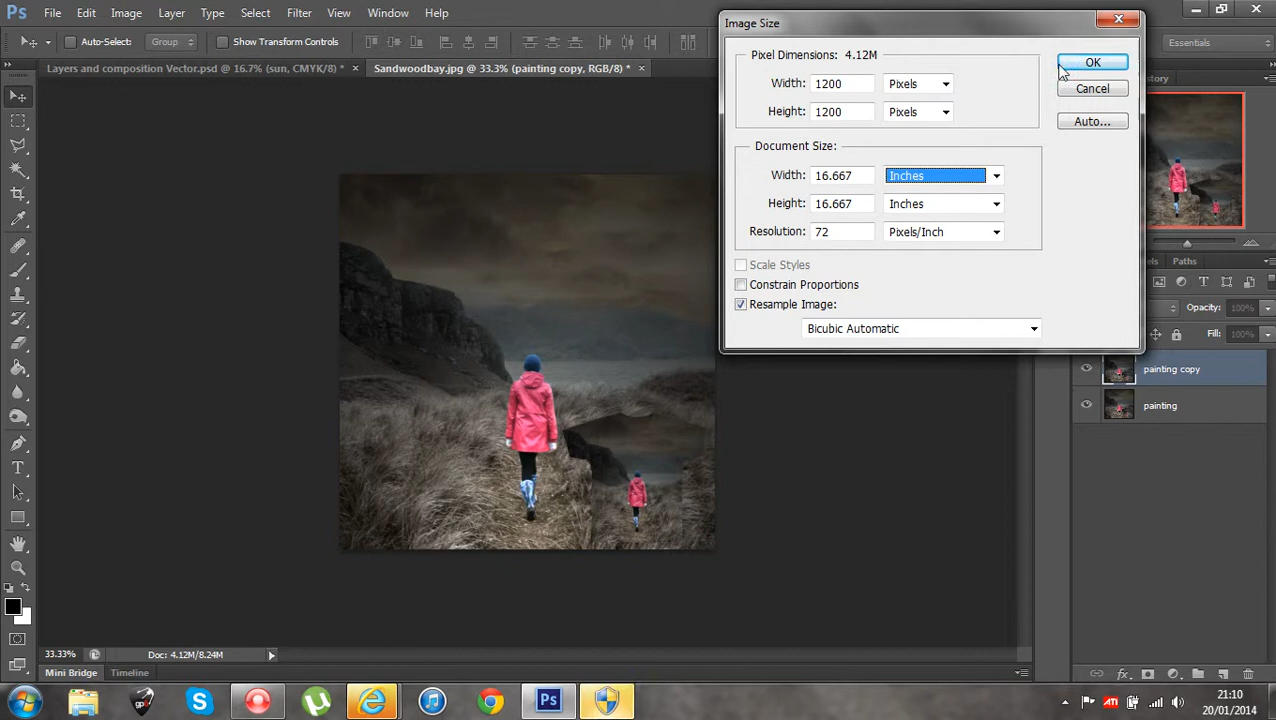 Ps File Edit Image Layer Type Select Filter View Window Help
Image Size
Auto-Select: Group Show Transform Controls
Essentials
Layers and composition Vector.psd @ 16.7% (sun, CMYK/8) * ×
.jpg @ 33.3% (painting copy, RGB/8) * ×
Pixel Dimensions: 4.12M
Width: 1200 Pixels
Height: 1200 Pixels
OK
Cancel
Auto...
Document Size:
Width: 16.667 Inches
Height: 16.667 Inches
Resolution: 72 Pixels/Inch
Scale Styles
Constrain Proportions
Resample Image:
Bicubic Automatic
Paths
Opacity: 100%
Fill: 100%
painting copy
painting
33.33% Doc: 4.12M/8.24M
Mini Bridge Timeline
Ps
21:10
20/01/2014